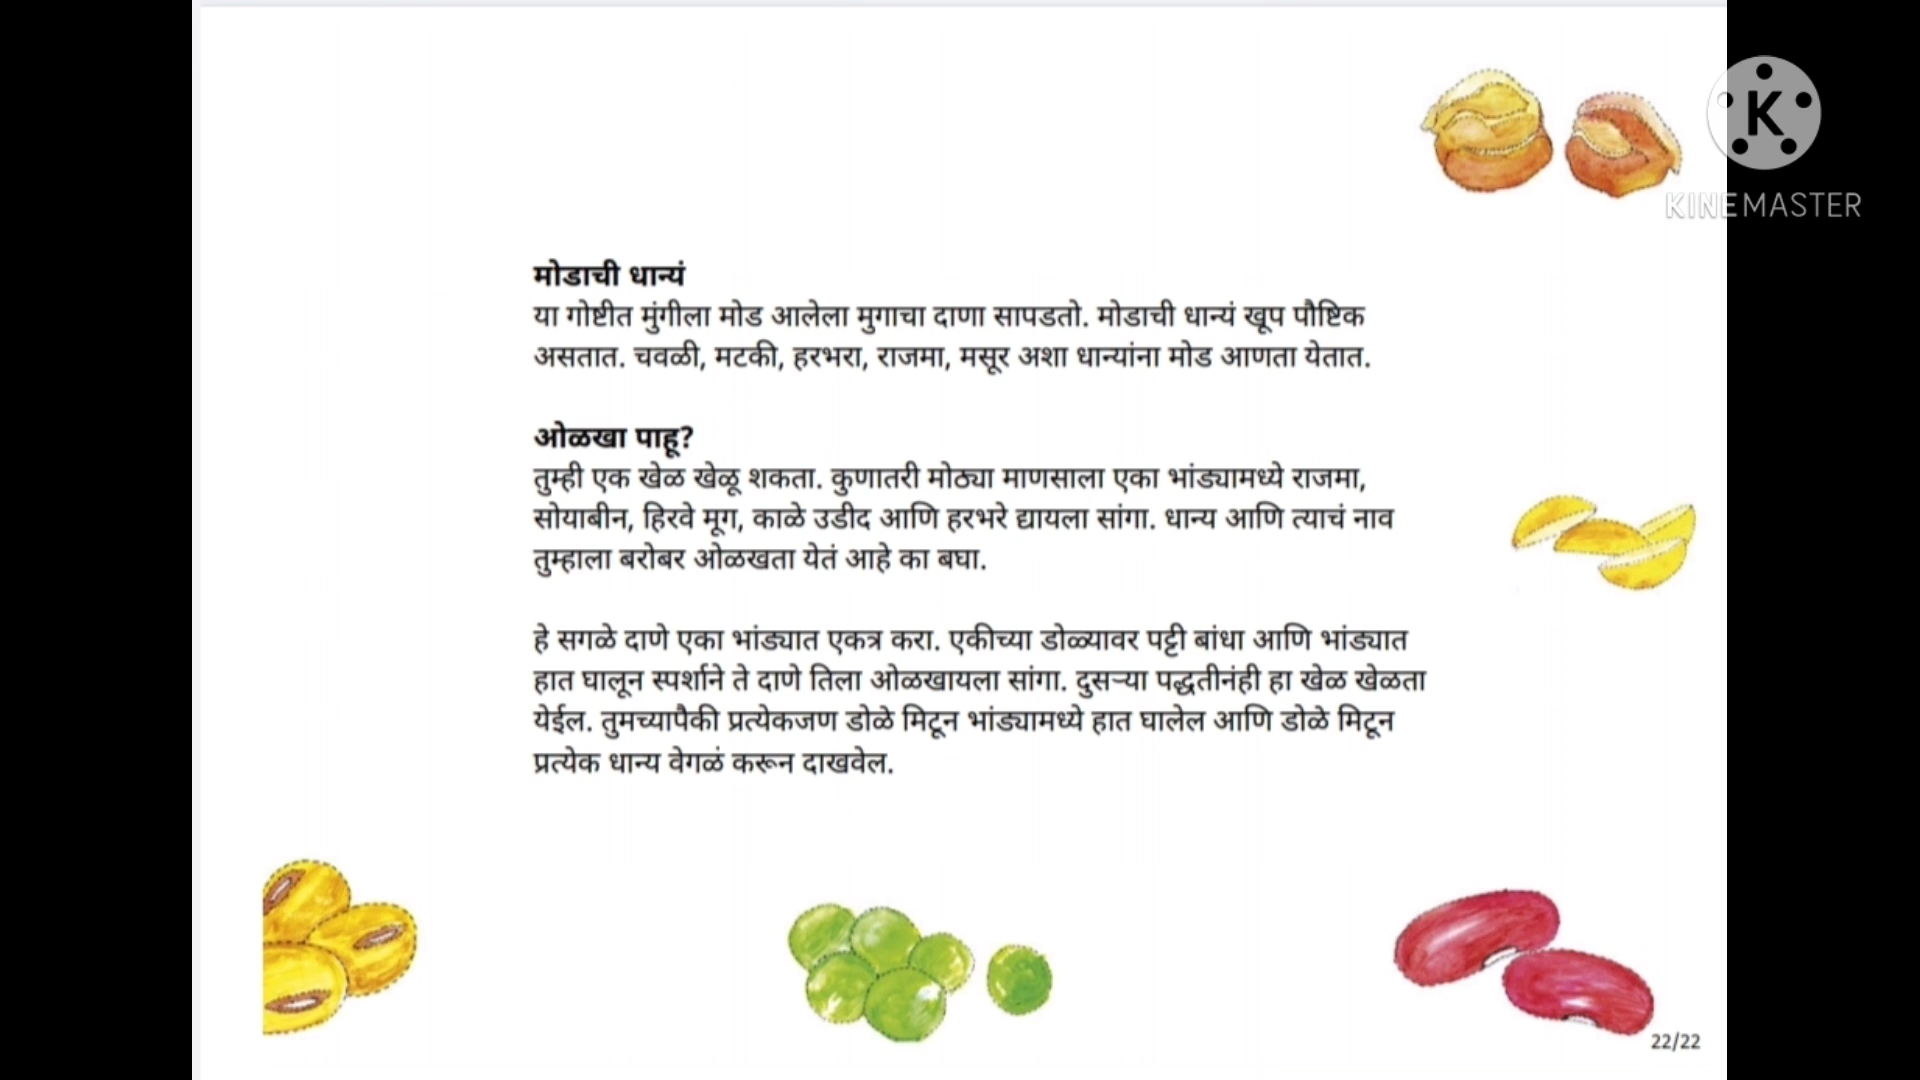 K
KINEMASTER
मोडाची धान्यं
या गोष्टीत मुंगीला मोड आलेला मुगाचा दाणा सापडतो. मोडाची धान्यं खूप पौष्टिक
असतात. चवळी, मटकी, हरभरा, राजमा, मसूर अशा धान्यांना मोड आणता येतात.
ओळखा पाहू?
तुम्ही एक खेळ खेळू शकता. कुणातरी मोठ्या माणसाला एका भांड्यामध्ये राजमा,
सोयाबीन, हिरवे मूग, काळे उडीद आणि हरभरे द्यायला सांगा. धान्य आणि त्याचं नाव
तुम्हाला बरोबर ओळखता येतं आहे का बघा.
हे सगळे दाणे एका भांड्यात एकत्र करा. एकीच्या डोळ्यावर पट्टी बांधा आणि भांड्यात
हात घालून स्पर्शाने ते दाणे तिला ओळखायला सांगा. दुसऱ्या पद्धतीनंही हा खेळ खेळता
येईल. तुमच्यापैकी प्रत्येकजण डोळे मिटून भांड्यामध्ये हात घालेल आणि डोळे मिटून
प्रत्येक धान्य वेगळं करून दाखवेल.
22/22